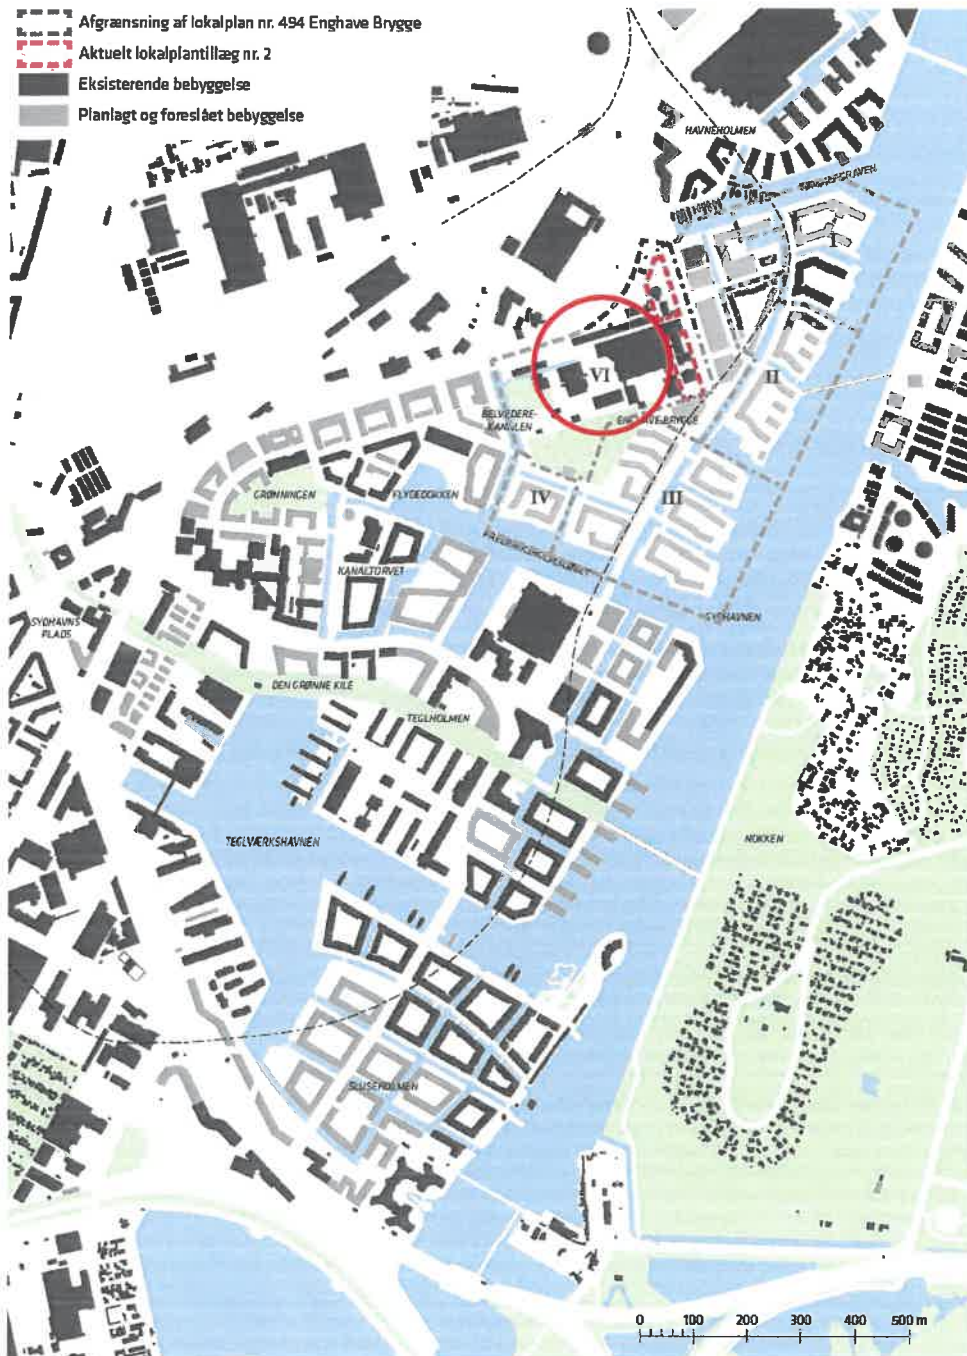 Afgrænsning af lokalplan nr. 494 Enghave Brygge
Aktuelt lokalplantillæg nr. 2
Eksisterende bebyggelse
Planlagt og foreslået bebyggelse
HAVNEHOLMEN
I
V
II
VI
BELVEDERE-
KANALEN
ENGHAVE BRYGGE
GRØNNINGEN
FLYDEDOKKEN
IV
III
FREDERIKSHOLMSLØBET
KANALTORVET
SYDHAVNEN
SYDHAVNS
PLADS
DEN GRØNNE KILE
TEGLHOLMEN
TEGLVÆRKSHAVNEN
NOKKEN
SLUSEHOLMEN
0 100 200 300 400 500 m